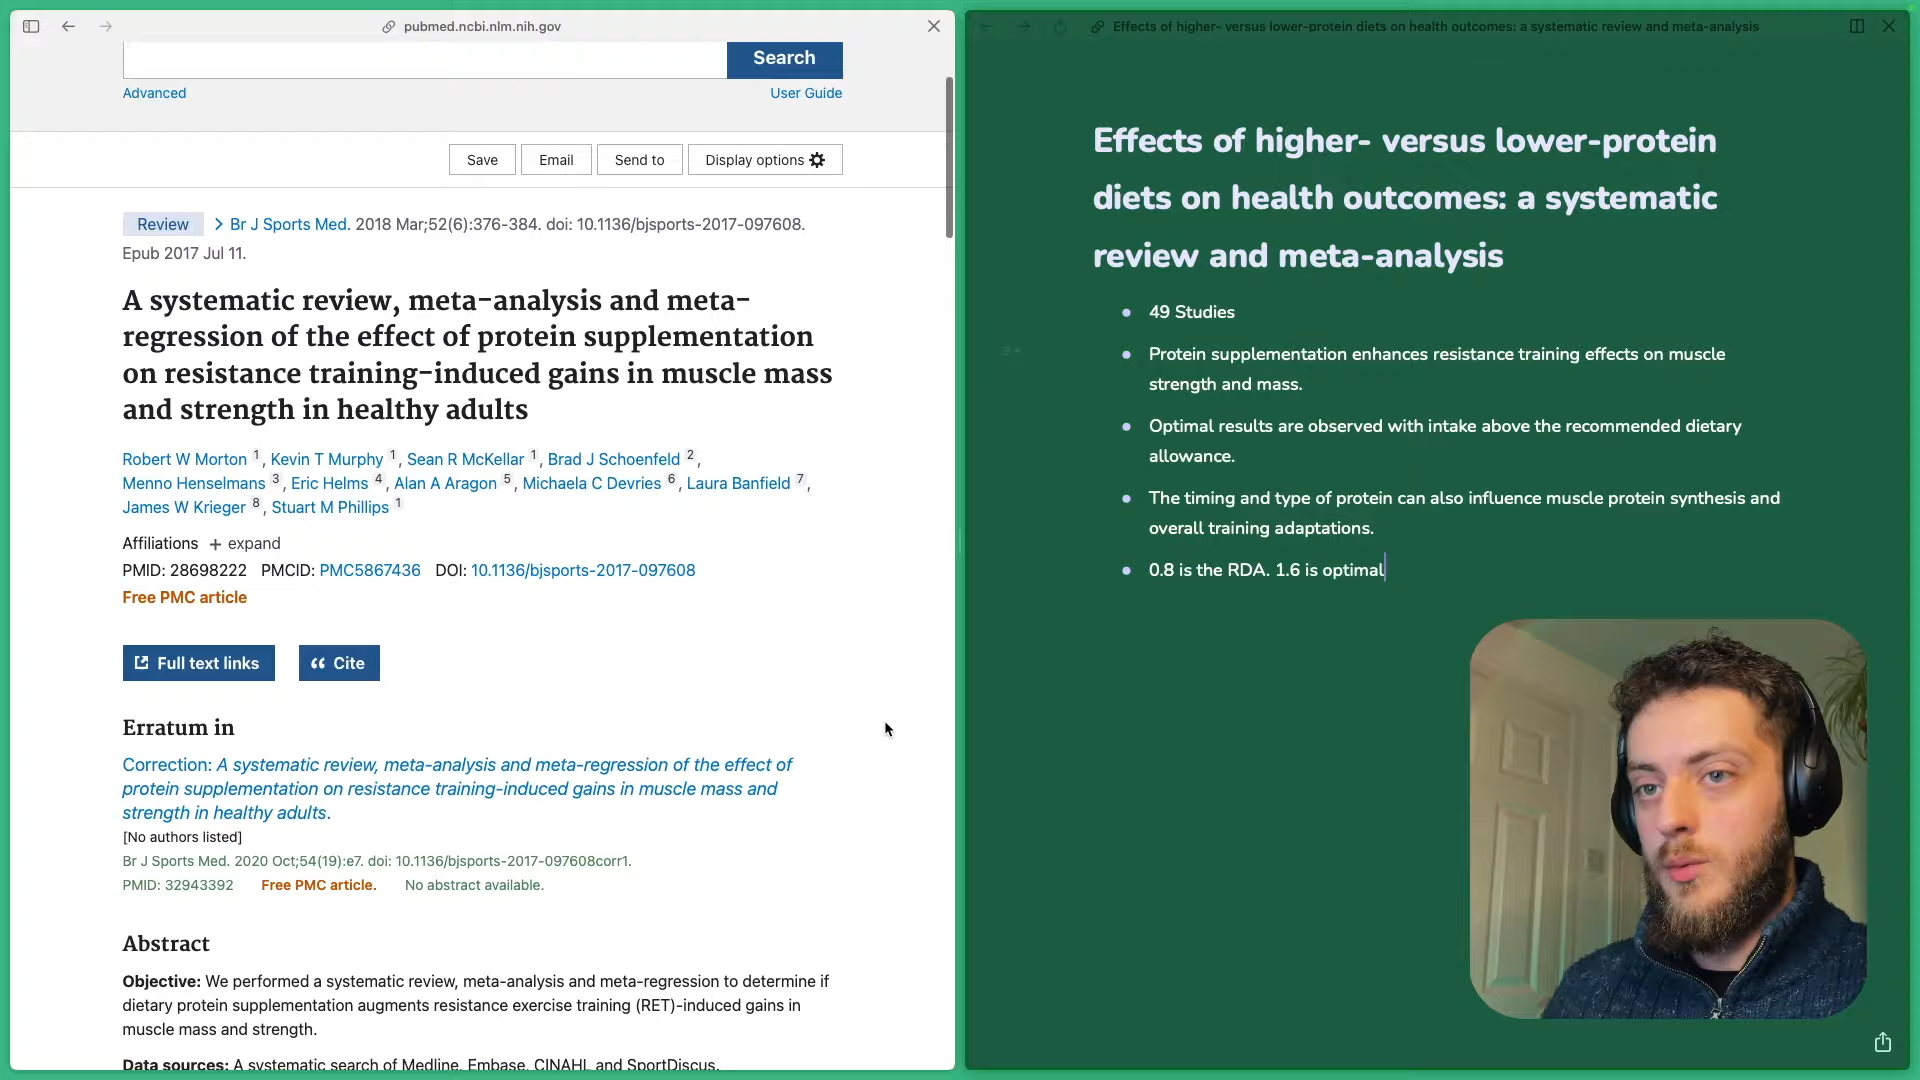 pubmed.ncbi.nlm.nih.gov
Search
Advanced
User Guide
Save
Email
Send to
Display options
Review
Br J Sports Med. 2018 Mar;52(6):376-384. doi: 10.1136/bjsports-2017-097608.
Epub 2017 Jul 11.
A systematic review, meta-analysis and meta-
regression of the effect of protein supplementation
on resistance training-induced gains in muscle mass
and strength in healthy adults
Robert W Morton 1, Kevin T Murphy 1, Sean R McKellar 1, Brad J Schoenfeld 2,
Menno Henselmans 3, Eric Helms 4, Alan A Aragon 5, Michaela C Devries 6, Laura Banfield 7,
James W Krieger 8, Stuart M Phillips 1
Affiliations + expand
PMID: 28698222 PMCID: PMC5867436 DOI: 10.1136/bjsports-2017-097608
Free PMC article
Full text links
Cite
Erratum in
Correction: A systematic review, meta-analysis and meta-regression of the effect of
protein supplementation on resistance training-induced gains in muscle mass and
strength in healthy adults.
[No authors listed]
Br J Sports Med. 2020 Oct;54(19):e7. doi: 10.1136/bjsports-2017-097608corr1.
PMID: 32943392 Free PMC article. No abstract available.
Abstract
Objective: We performed a systematic review, meta-analysis and meta-regression to determine if
dietary protein supplementation augments resistance exercise training (RET)-induced gains in
muscle mass and strength.
Data sources: A systematic search of Medline, Embase, CINAHL and SportDiscus.
Effects of higher- versus lower-protein diets on health outcomes: a systematic review and meta-analysis
Effects of higher- versus lower-protein
diets on health outcomes: a systematic
review and meta-analysis
49 Studies
Protein supplementation enhances resistance training effects on muscle
strength and mass.
Optimal results are observed with intake above the recommended dietary
allowance.
The timing and type of protein can also influence muscle protein synthesis and
overall training adaptations.
0.8 is the RDA. 1.6 is optimal